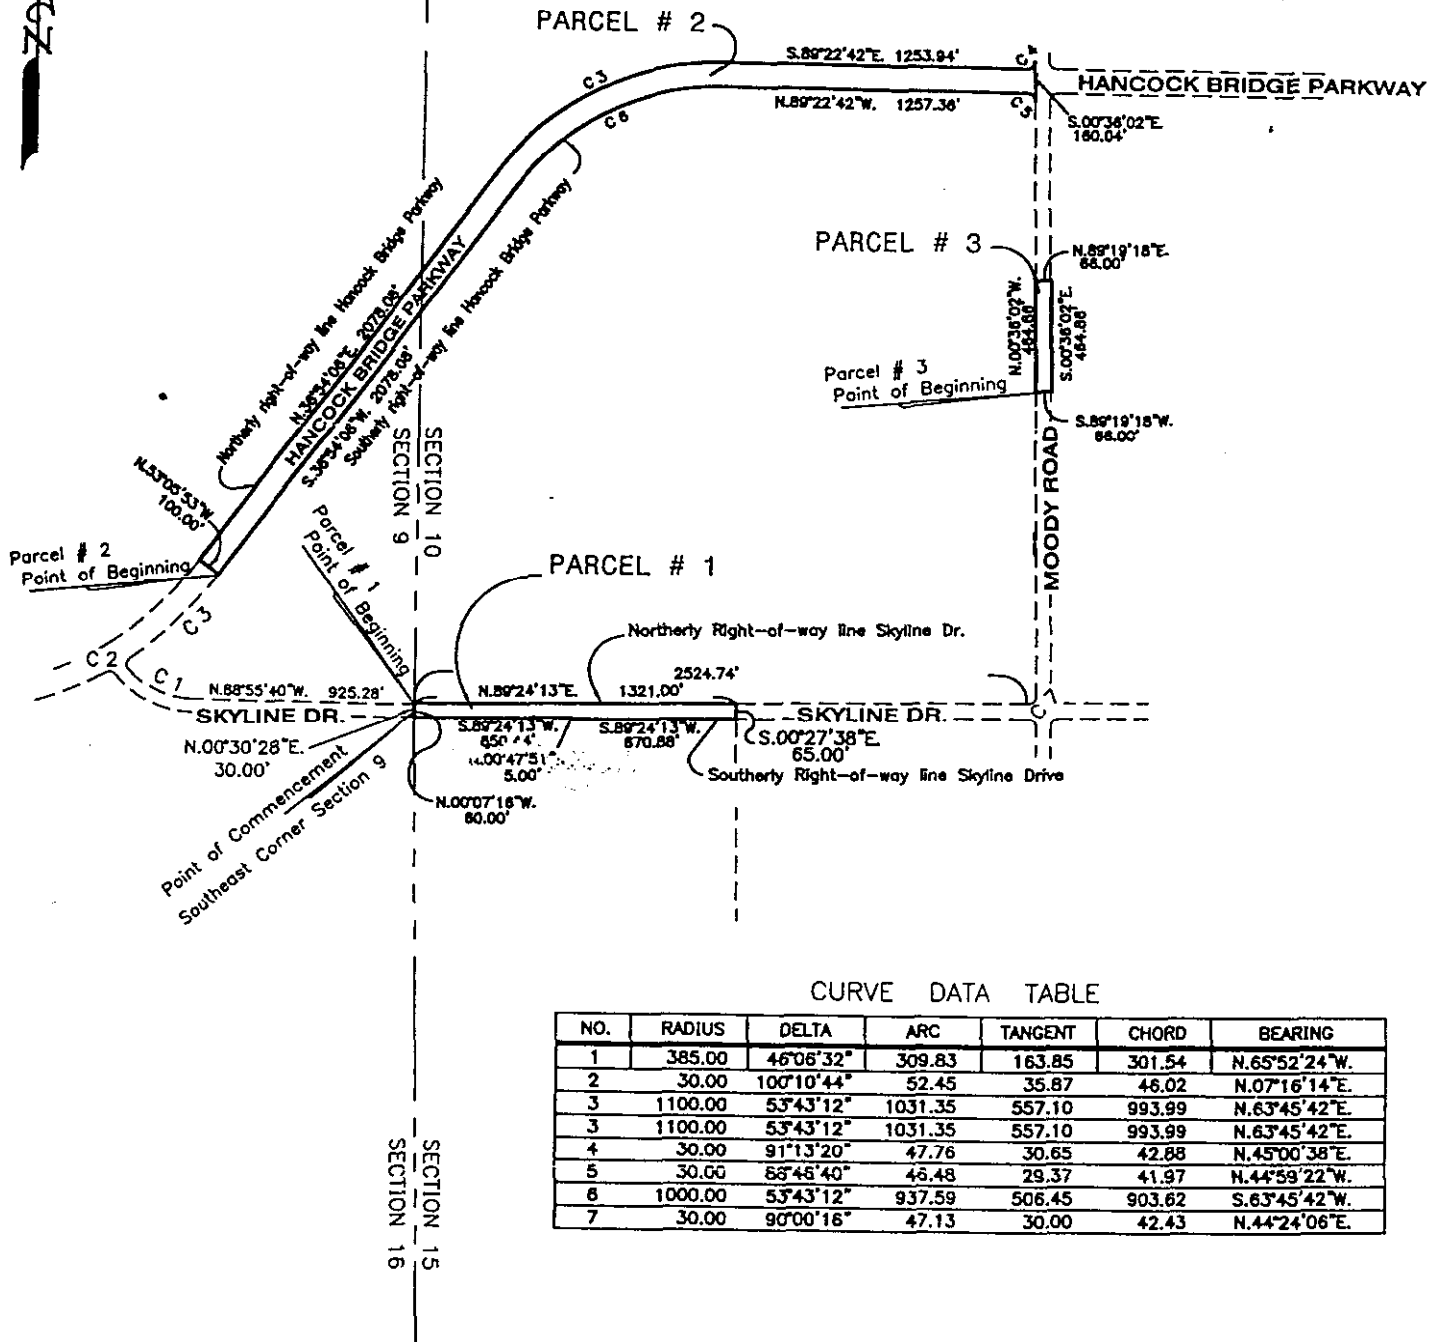 N
PARCEL # 2
S.89°22'42"E. 1253.94'
C 4
HANCOCK BRIDGE PARKWAY
C 3
N.89°22'42"W. 1257.36'
C 5
C 6
S.00°36'02"E.
160.04'
Northerly right-of-way line Hancock Bridge Parkway
N.36°54'06"E. 2078.08'
HANCOCK BRIDGE PARKWAY
S.36°54'06"W. 2078.08'
Southerly right-of-way line Hancock Bridge Parkway
PARCEL # 3
N.89°19'18"E.
66.00'
N.00°36'02"W.
464.86'
S.00°36'02"E.
464.86'
Parcel # 3
Point of Beginning
S.89°19'18"W.
66.00'
MOODY ROAD
SECTION 10
SECTION 9
N.53°05'53"W.
100.00'
Parcel # 2
Point of Beginning
Parcel # 1
Point of Beginning
PARCEL # 1
C 3
C 2
C 1
Northerly Right-of-way line Skyline Dr.
2524.74'
N.88°55'40"W. 925.28'
N.89°24'13"E. 1321.00'
SKYLINE DR.
SKYLINE DR.
C 7
S.89°24'13"W.
650
S.89°24'13"W.
670.88'
N.00°30'28"E.
30.00'
S.00°27'38"E.
65.00'
00°47'51"
5.00'
Southerly Right-of-way line Skyline Drive
N.00°07'16"W.
60.00'
Point of Commencement
Southeast Corner Section 9
CURVE DATA TABLE
NO. RADIUS DELTA ARC TANGENT CHORD BEARING
1 385.00 46°06'32" 309.83 163.85 301.54 N.65°52'24"W.
2 30.00 100°10'44" 52.45 35.87 46.02 N.07°16'14"E.
3 1100.00 53°43'12" 1031.35 557.10 993.99 N.63°45'42"E.
3 1100.00 53°43'12" 1031.35 557.10 993.99 N.63°45'42"E.
4 30.00 91°13'20" 47.76 30.65 42.88 N.45°00'38"E.
5 30.00 88°46'40" 46.48 29.37 41.97 N.44°59'22"W.
6 1000.00 53°43'12" 937.59 506.45 903.62 S.63°45'42"W.
7 30.00 90°00'16" 47.13 30.00 42.43 N.44°24'06"E.
SECTION 15
SECTION 16